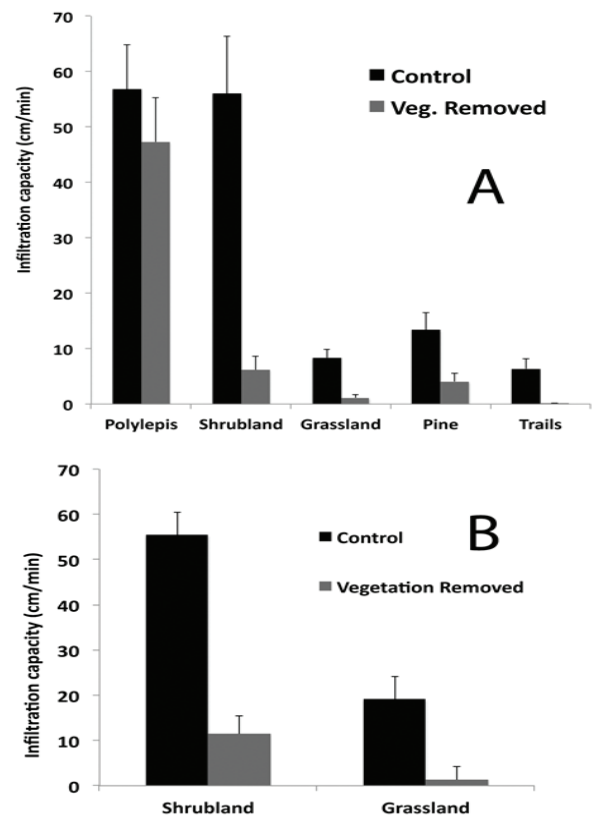 70
60
50
40
30
20
10
0
Infiltration capacity (cm/min)
Control
Veg. Removed
A
Polylepis Shrubland Grassland Pine Trails
70
60
50
40
30
20
10
0
Infiltration capacity (cm/min)
Control
Vegetation Removed
B
Shrubland Grassland